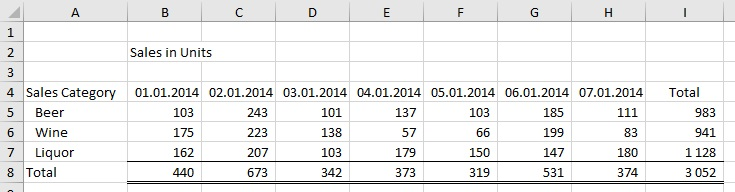 A B C D E F G H I
1
2 Sales in Units
3
4 Sales Category 01.01.2014 02.01.2014 03.01.2014 04.01.2014 05.01.2014 06.01.2014 07.01.2014 Total
5 Beer 103 243 101 137 103 185 111 983
6 Wine 175 223 138 57 66 199 83 941
7 Liquor 162 207 103 179 150 147 180 1 128
8 Total 440 673 342 373 319 531 374 3 052